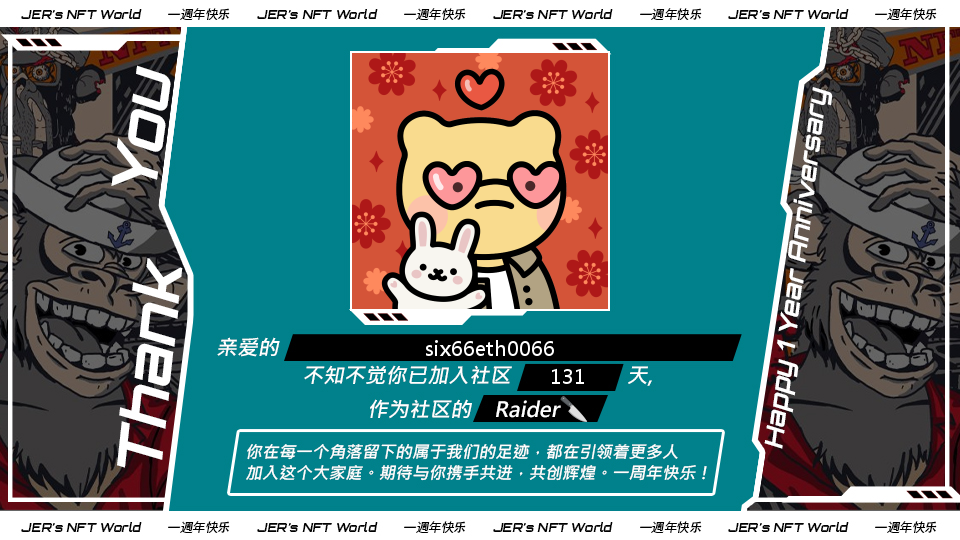 JER's NFT World 一週年快乐 JER's NFT World 一週年快乐 JER's NFT World 一週年快乐 JER's NFT World 一週年快乐
Thank You
Happy 1 Year Anniversary
亲爱的 six66eth0066
不知不觉你已加入社区 131 天,
作为社区的 Raider🔪
你在每一个角落留下的属于我们的足迹，都在引领着更多人
加入这个大家庭。期待与你携手共进，共创辉煌。一周年快乐！
JER's NFT World 一週年快乐 JER's NFT World 一週年快乐 JER's NFT World 一週年快乐 JER's NFT World 一週年快乐